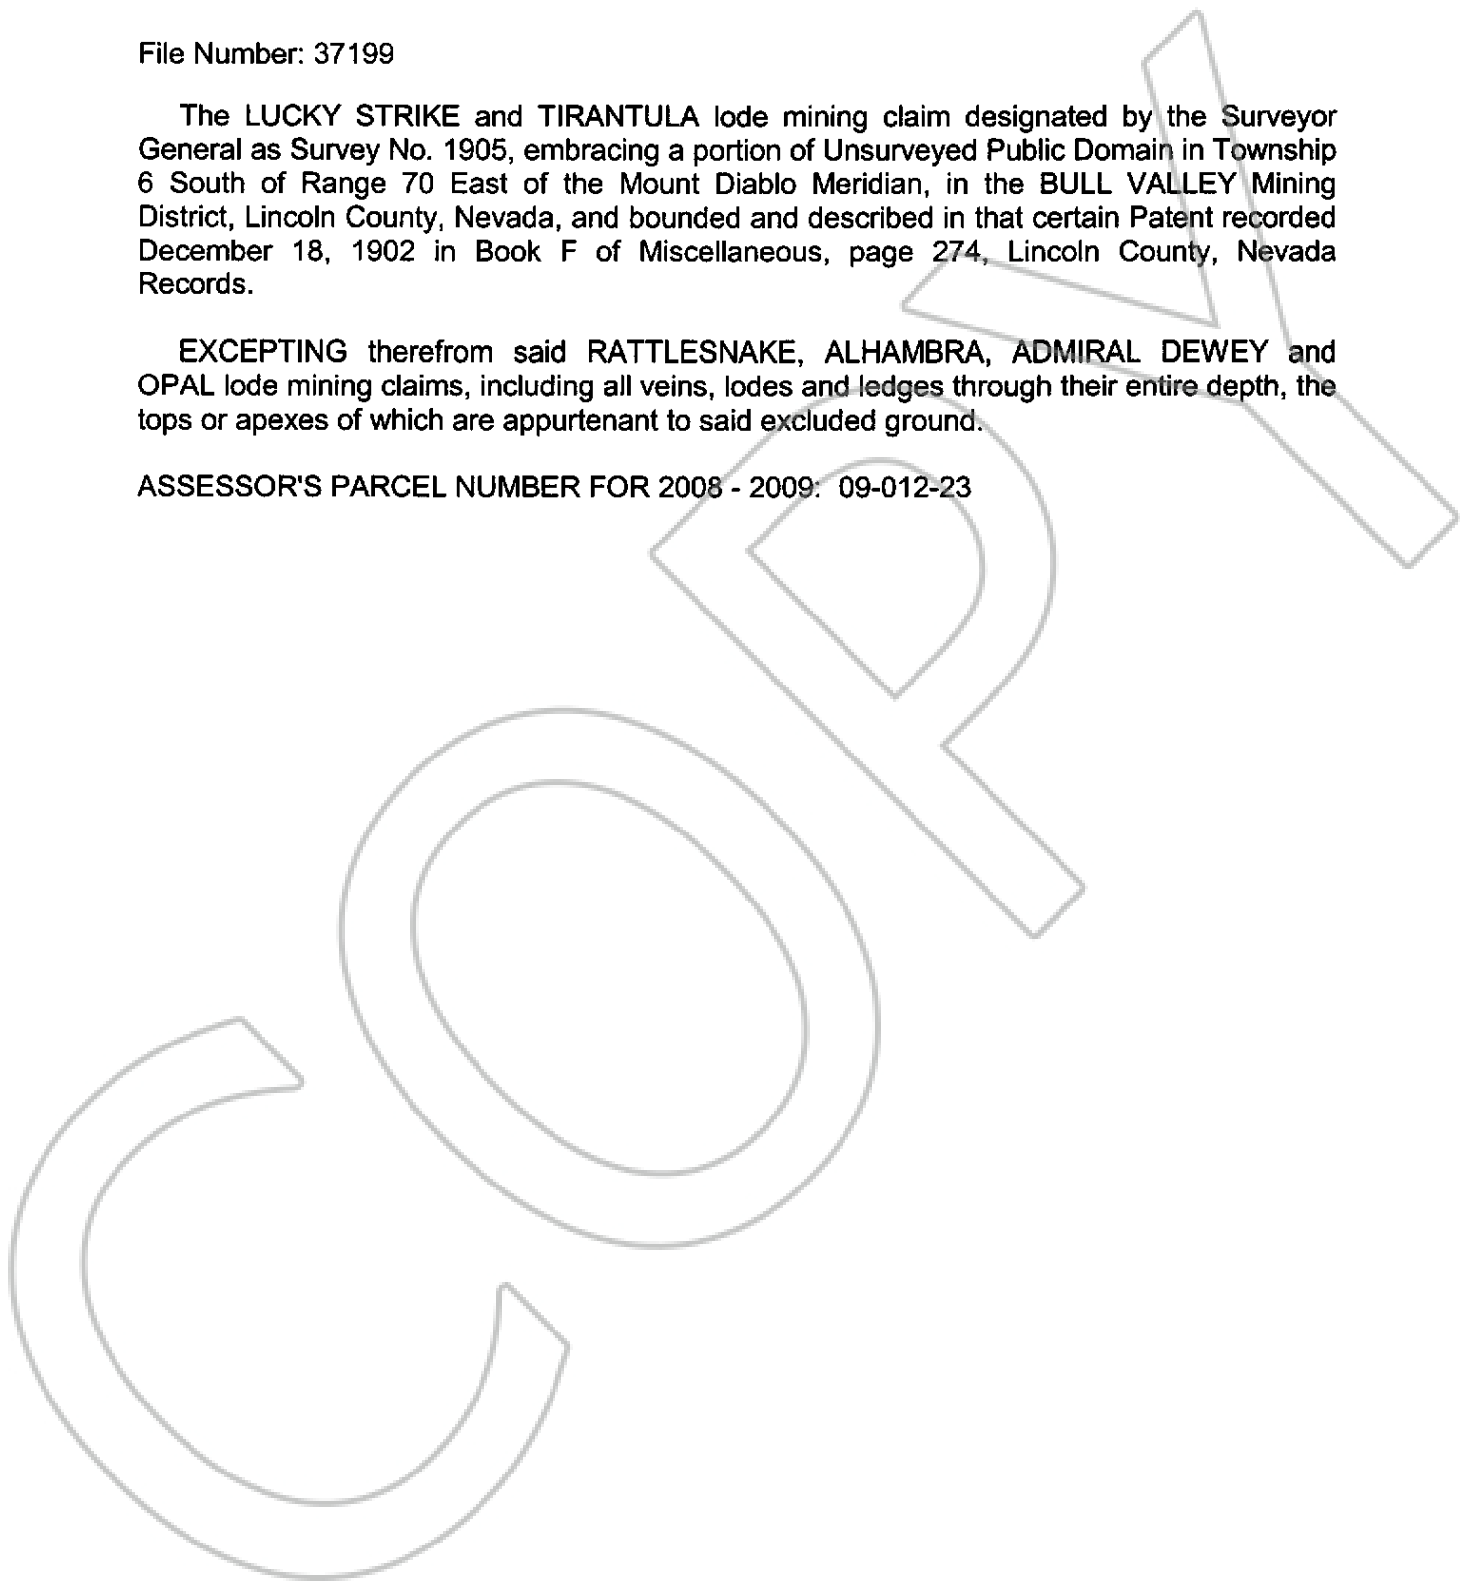 File Number: 37199
The LUCKY STRIKE and TIRANTULA lode mining claim designated by the Surveyor
General as Survey No. 1905, embracing a portion of Unsurveyed Public Domain in Township
6 South of Range 70 East of the Mount Diablo Meridian, in the BULL VALLEY Mining
District, Lincoln County, Nevada, and bounded and described in that certain Patent recorded
December 18, 1902 in Book F of Miscellaneous, page 274, Lincoln County, Nevada
Records.
EXCEPTING therefrom said RATTLESNAKE, ALHAMBRA, ADMIRAL DEWEY and
OPAL lode mining claims, including all veins, lodes and ledges through their entire depth, the
tops or apexes of which are appurtenant to said excluded ground.
ASSESSOR'S PARCEL NUMBER FOR 2008 - 2009: 09-012-23
COPY